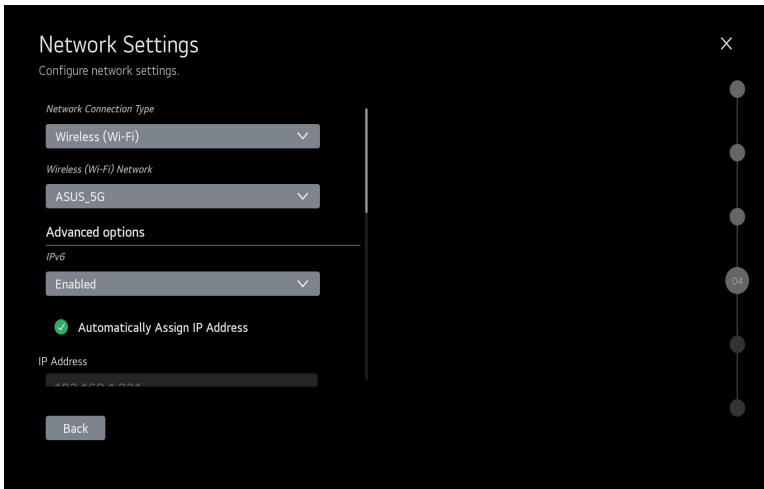 Network Settings
Configure network settings.
Network Connection Type
Wireless (Wi-Fi)
Wireless (Wi-Fi) Network
ASUS_5G
Advanced options
IPv6
Enabled
Automatically Assign IP Address
IP Address
04
Back